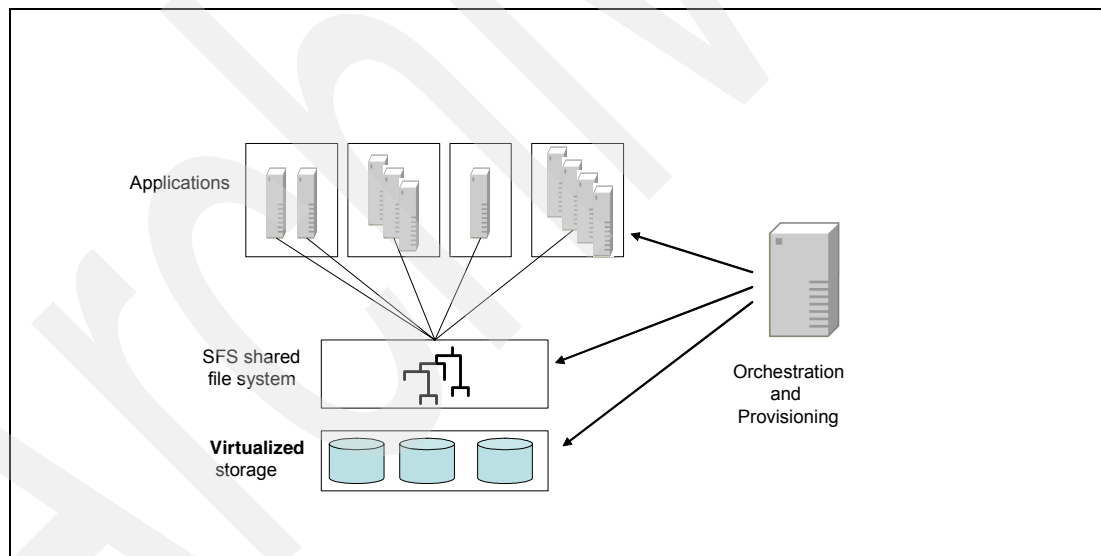 Applications
SFS shared
file system
Virtualized
storage
Orchestration
and
Provisioning